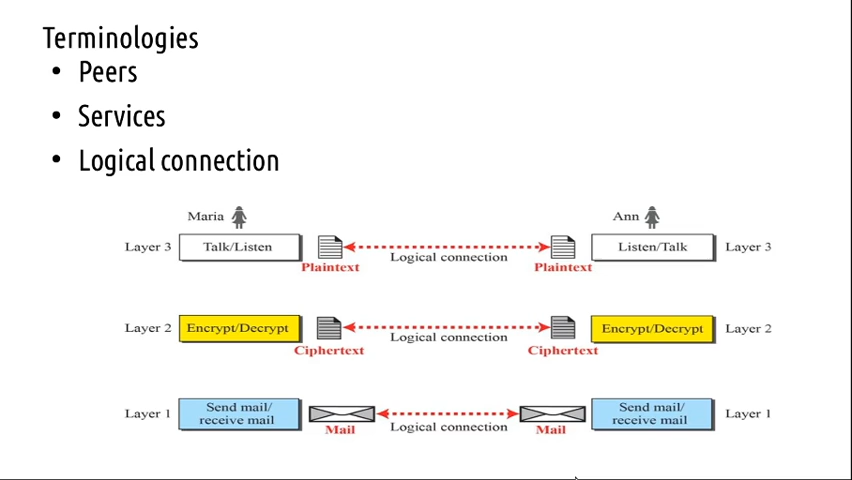 Terminologies
• Peers
• Services
• Logical connection
Maria
Ann
Layer 3
Talk/Listen
Plaintext
Logical connection
Plaintext
Listen/Talk
Layer 3
Layer 2
Encrypt/Decrypt
Ciphertext
Logical connection
Ciphertext
Encrypt/Decrypt
Layer 2
Layer 1
Send mail/
receive mail
Mail
Logical connection
Mail
Send mail/
receive mail
Layer 1